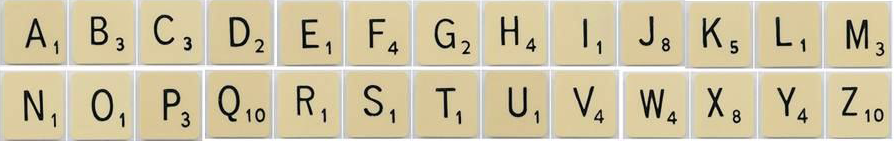 A1 B3 C3 D2 E1 F4 G2 H4 I1 J8 K5 L1 M3
N1 O1 P3 Q10 R1 S1 T1 U1 V4 W4 X8 Y4 Z10